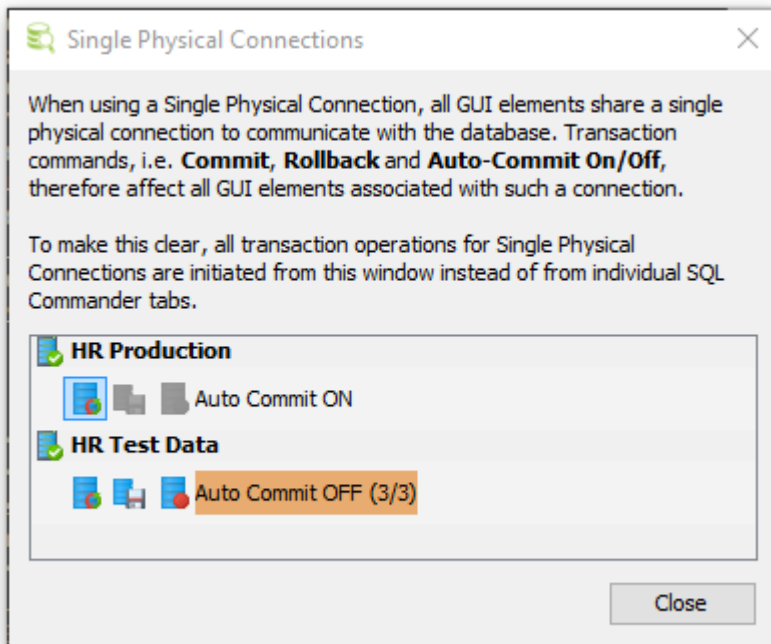 Single Physical Connections
When using a Single Physical Connection, all GUI elements share a single
physical connection to communicate with the database. Transaction
commands, i.e. Commit, Rollback and Auto-Commit On/Off,
therefore affect all GUI elements associated with such a connection.
To make this clear, all transaction operations for Single Physical
Connections are initiated from this window instead of from individual SQL
Commander tabs.
HR Production
Auto Commit ON
HR Test Data
Auto Commit OFF (3/3)
Close